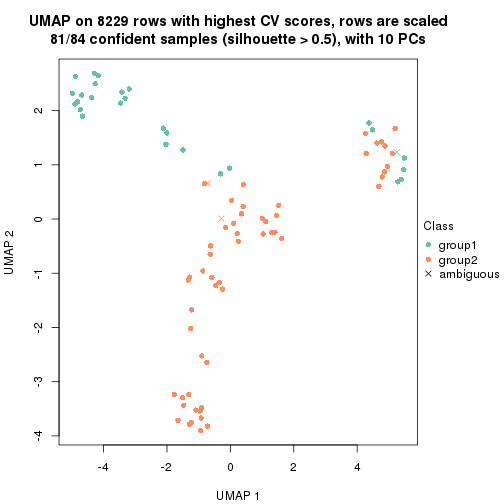 UMAP on 8229 rows with highest CV scores, rows are scaled
81/84 confident samples (silhouette > 0.5), with 10 PCs
2
1
0
-1
-2
-3
-4
UMAP 2
-4
-2
0
2
4
UMAP 1
Class
group1
group2
ambiguous